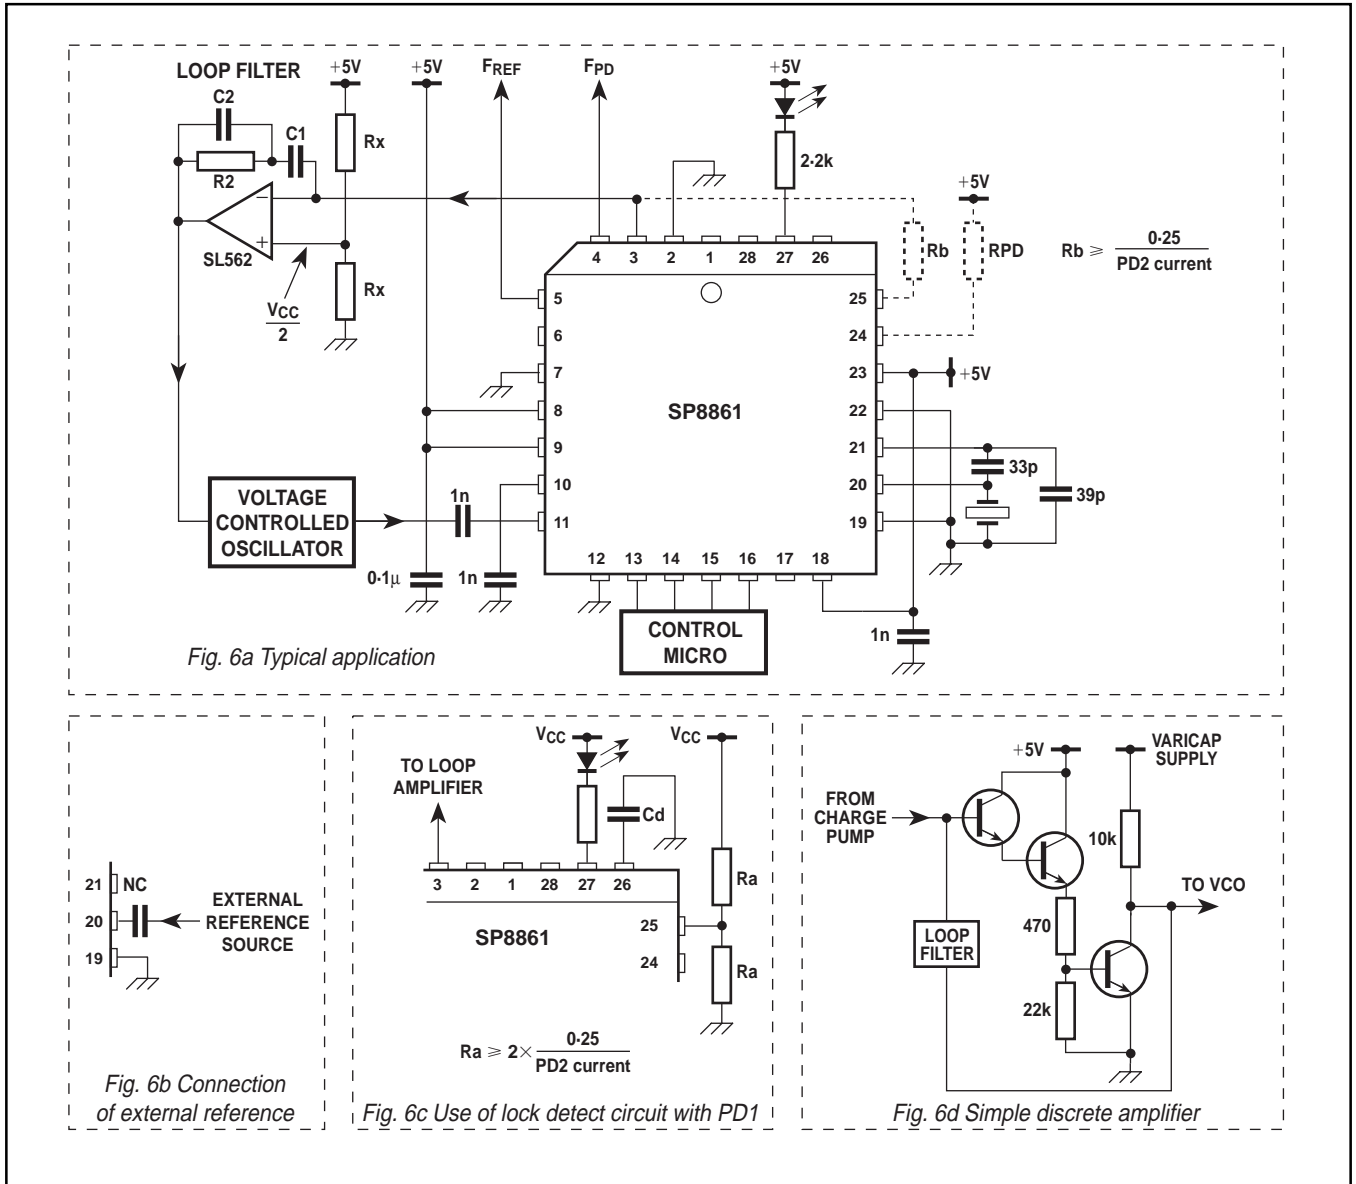 LOOP FILTER
+5V
+5V
FREF
FPD
+5V
C2
C1
Rx
R2
2·2k
+5V
−
+
SL562
VCC
2
Rx
4 3 2 1 28 27 26
Rb
RPD
Rb ⩾ 0·25
PD2 current
5
6
7
8
9
10
11
SP8861
25
24
23
22
21
20
19
+5V
33p
39p
VOLTAGE
CONTROLLED
OSCILLATOR
1n
0·1μ
1n
12 13 14 15 16 17 18
CONTROL
MICRO
1n
Fig. 6a Typical application
21 NC
20
19
EXTERNAL
REFERENCE
SOURCE
Fig. 6b Connection
of external reference
VCC
VCC
TO LOOP
AMPLIFIER
Cd
3 2 1 28 27 26
Ra
25
SP8861
24
Ra
Ra ⩾ 2× 0·25
PD2 current
Fig. 6c Use of lock detect circuit with PD1
+5V
VARICAP
SUPPLY
FROM
CHARGE
PUMP
10k
TO VCO
470
LOOP
FILTER
22k
Fig. 6d Simple discrete amplifier